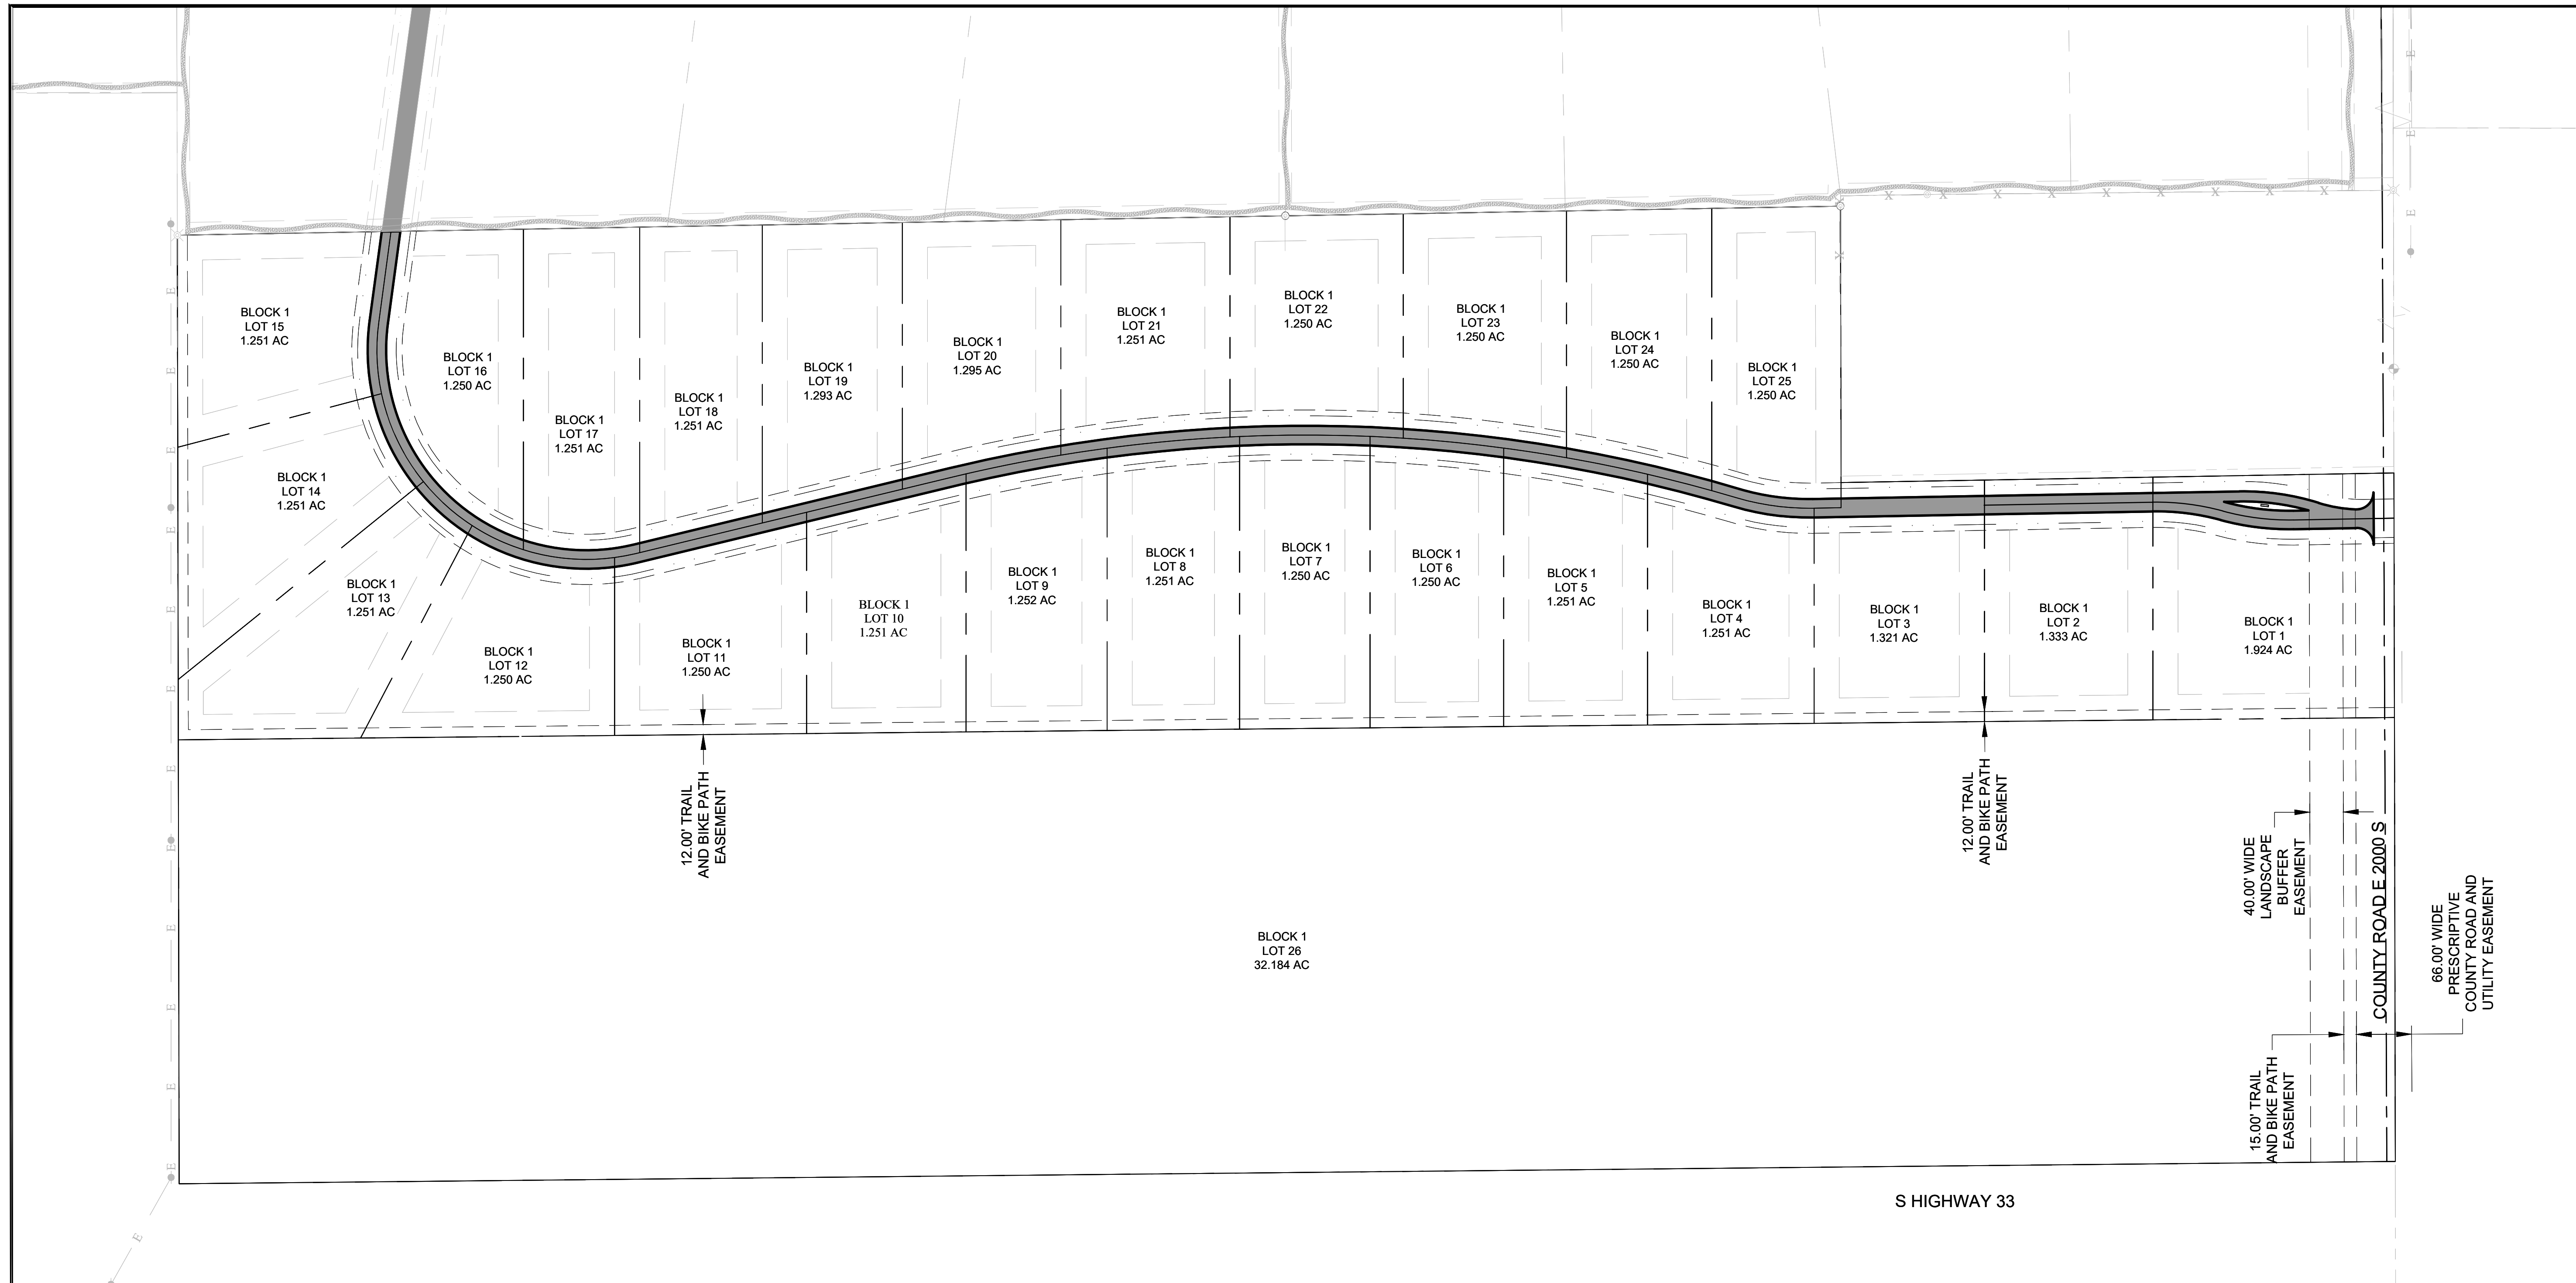 BLOCK 1
LOT 15
1.251 AC
BLOCK 1
LOT 16
1.250 AC
BLOCK 1
LOT 17
1.251 AC
BLOCK 1
LOT 18
1.251 AC
BLOCK 1
LOT 19
1.293 AC
BLOCK 1
LOT 20
1.295 AC
BLOCK 1
LOT 21
1.251 AC
BLOCK 1
LOT 22
1.250 AC
BLOCK 1
LOT 23
1.250 AC
BLOCK 1
LOT 24
1.250 AC
BLOCK 1
LOT 25
1.250 AC
BLOCK 1
LOT 14
1.251 AC
BLOCK 1
LOT 13
1.251 AC
BLOCK 1
LOT 12
1.250 AC
BLOCK 1
LOT 11
1.250 AC
BLOCK 1
LOT 10
1.251 AC
BLOCK 1
LOT 9
1.252 AC
BLOCK 1
LOT 8
1.251 AC
BLOCK 1
LOT 7
1.250 AC
BLOCK 1
LOT 6
1.250 AC
BLOCK 1
LOT 5
1.251 AC
BLOCK 1
LOT 4
1.251 AC
BLOCK 1
LOT 3
1.321 AC
BLOCK 1
LOT 2
1.333 AC
BLOCK 1
LOT 1
1.924 AC
12.00' TRAIL
AND BIKE PATH
EASEMENT
12.00' TRAIL
AND BIKE PATH
EASEMENT
40.00' WIDE
LANDSCAPE
BUFFER
EASEMENT
COUNTY ROAD E 2000 S
66.00' WIDE
PRESCRIPTIVE
COUNTY ROAD AND
UTILITY EASEMENT
BLOCK 1
LOT 26
32.184 AC
15.00' TRAIL
AND BIKE PATH
EASEMENT
S HIGHWAY 33